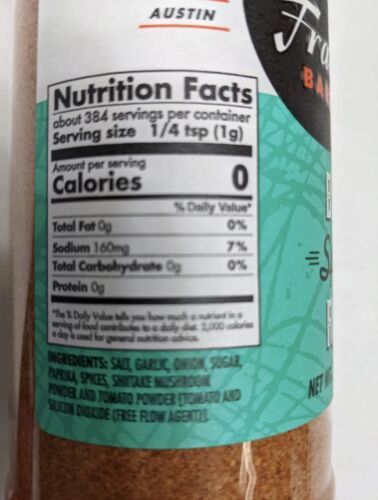 AUSTIN
Fra
BAR
Nutrition Facts
about 384 servings per container
Serving size 1/4 tsp (1g)
Amount per serving
Calories 0
% Daily Value*
Total Fat 0g 0%
Sodium 160mg 7%
Total Carbohydrate 0g 0%
Protein 0g
*The % Daily Value tells you how much a nutrient in a
serving of food contributes to a daily diet. 2,000 calories
a day is used for general nutrition advice.
INGREDIENTS: SALT, GARLIC, ONION, SUGAR,
PAPRIKA, SPICES, SHIITAKE MUSHROOM
POWDER AND TOMATO POWDER [TOMATO AND
SILICON DIOXIDE (FREE FLOW AGENT)].
NET